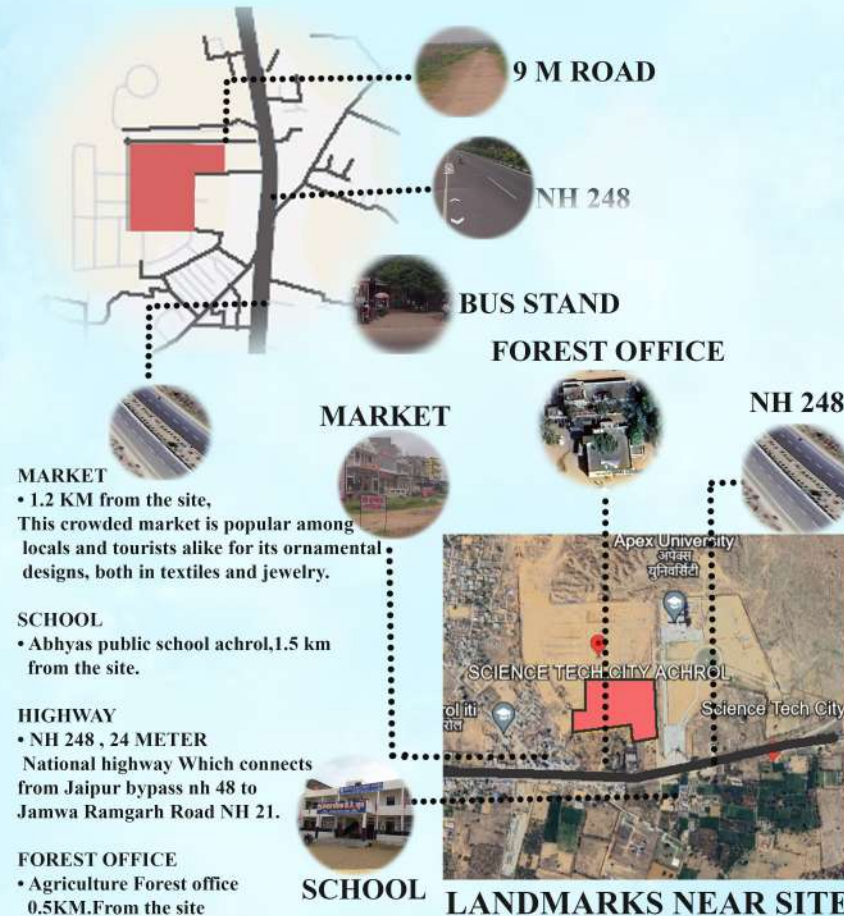 9 M ROAD
NH 248
BUS STAND
FOREST OFFICE
MARKET
NH 248
MARKET
• 1.2 KM from the site,
This crowded market is popular among
locals and tourists alike for its ornamental
designs, both in textiles and jewelry.
SCHOOL
• Abhyas public school achrol,1.5 km
from the site.
HIGHWAY
• NH 248 , 24 METER
National highway Which connects
from Jaipur bypass nh 48 to
Jamwa Ramgarh Road NH 21.
FOREST OFFICE
• Agriculture Forest office
0.5KM.From the site
Apex University
अपेक्स
यूनिवर्सिटी
SCIENCE TECH CITY ACHROL
rol iti
रोल
Science Tech City
SCHOOL
LANDMARKS NEAR SITE